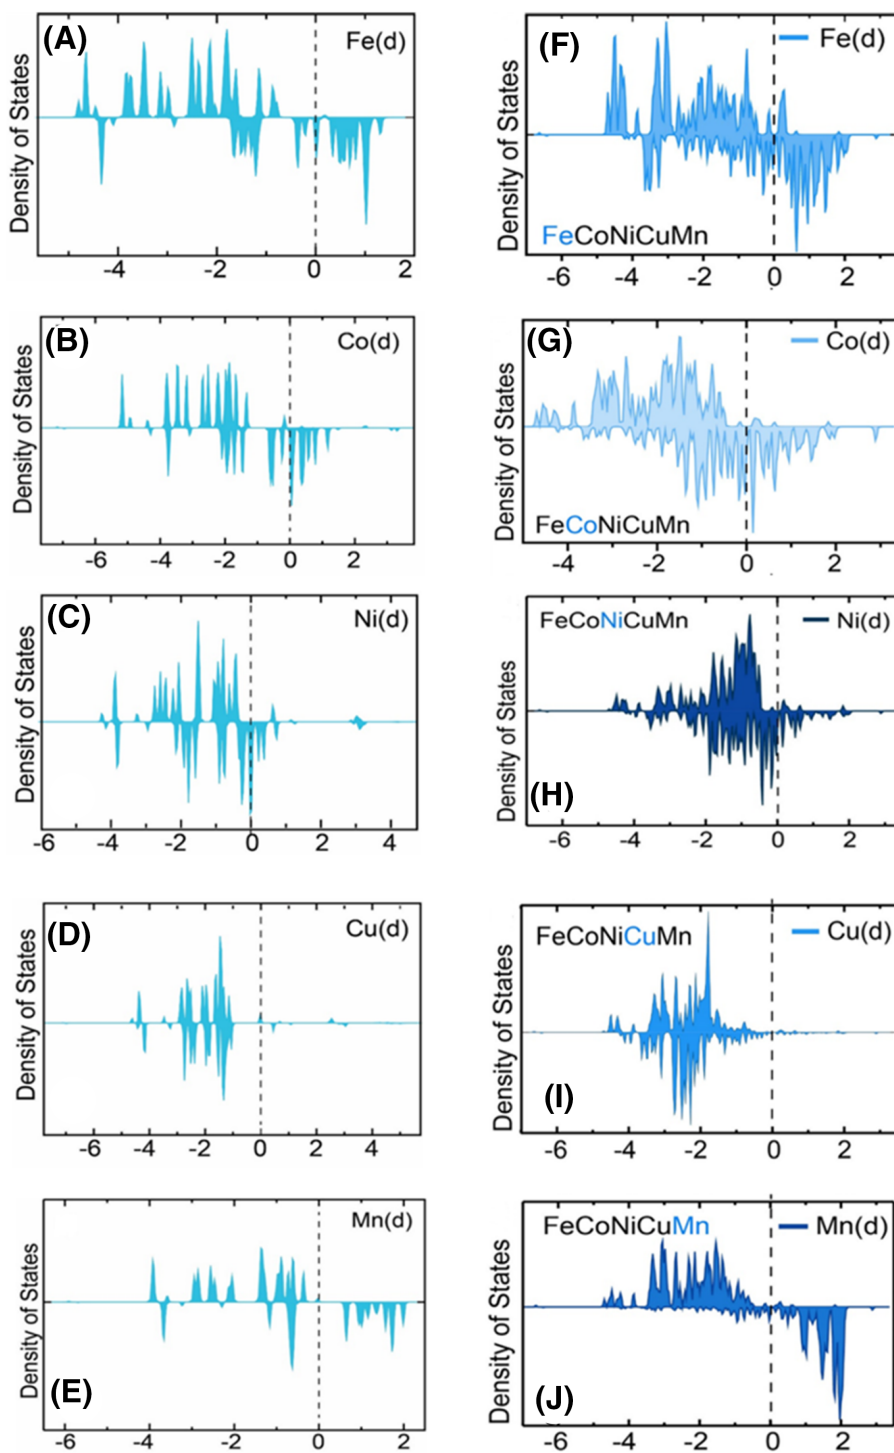 (A)
Fe(d)
Density of States
-4 -2 0 2
(F)
Fe(d)
Density of States
FeCoNiCuMn
-6 -4 -2 0 2
(B)
Co(d)
Density of States
-6 -4 -2 0 2
(G)
Co(d)
Density of States
FeCoNiCuMn
-4 -2 0 2
(C)
Ni(d)
Density of States
-6 -4 -2 0 2 4
FeCoNiCuMn
Ni(d)
Density of States
(H)
-6 -4 -2 0 2
(D)
Cu(d)
Density of States
-6 -4 -2 0 2 4
FeCoNiCuMn
Cu(d)
Density of States
(I)
-6 -4 -2 0 2
Mn(d)
Density of States
(E)
-6 -4 -2 0 2
FeCoNiCuMn
Mn(d)
Density of States
(J)
-6 -4 -2 0 2